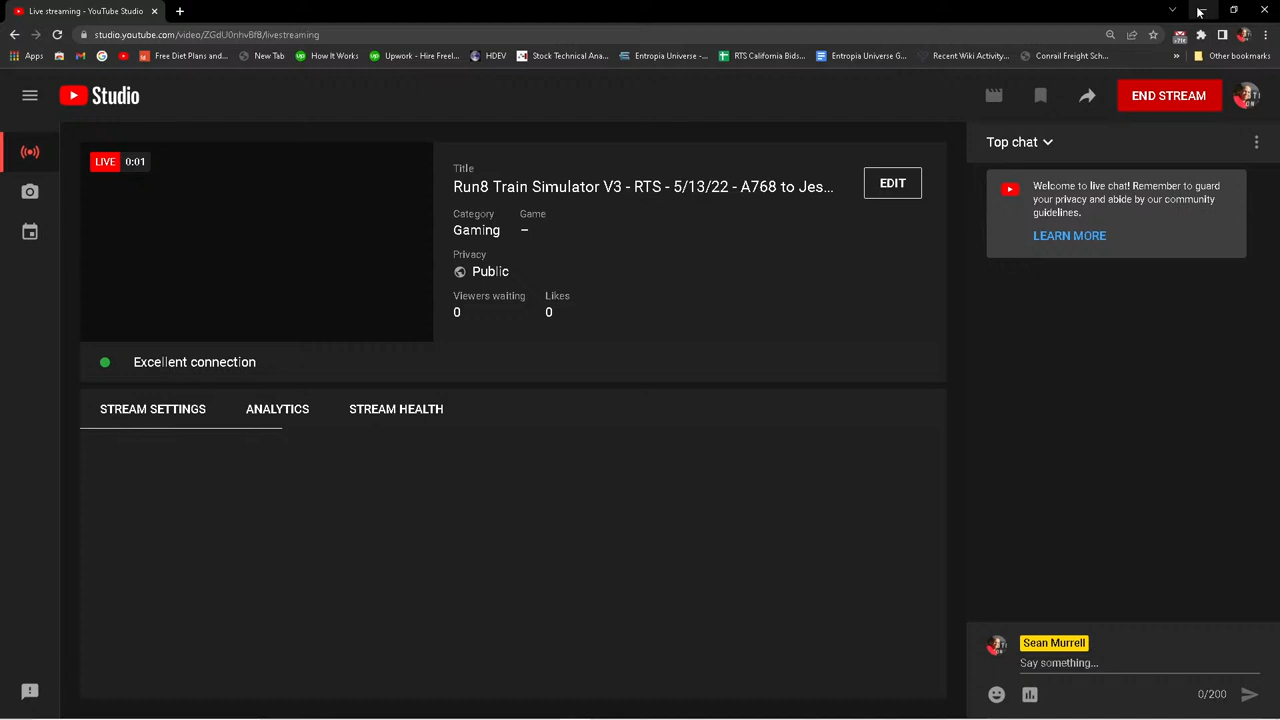 Live streaming - YouTube Studio
studio.youtube.com/video/ZGdU0nhvBf8/livestreaming
Apps Free Diet Plans and... New Tab How It Works Upwork - Hire Freel... HDEV Stock Technical Ana... Entropia Universe -... RTS California Bids... Entropia Universe G... Recent Wiki Activity... Conrail Freight Sch... » Other bookmarks
Studio
END STREAM
LIVE 0:01
Title
Run8 Train Simulator V3 - RTS - 5/13/22 - A768 to Jes...
EDIT
Category Game
Gaming –
Privacy
Public
Viewers waiting Likes
0 0
Excellent connection
STREAM SETTINGS ANALYTICS STREAM HEALTH
Top chat
Welcome to live chat! Remember to guard
your privacy and abide by our community
guidelines.
LEARN MORE
Sean Murrell
Say something...
0/200